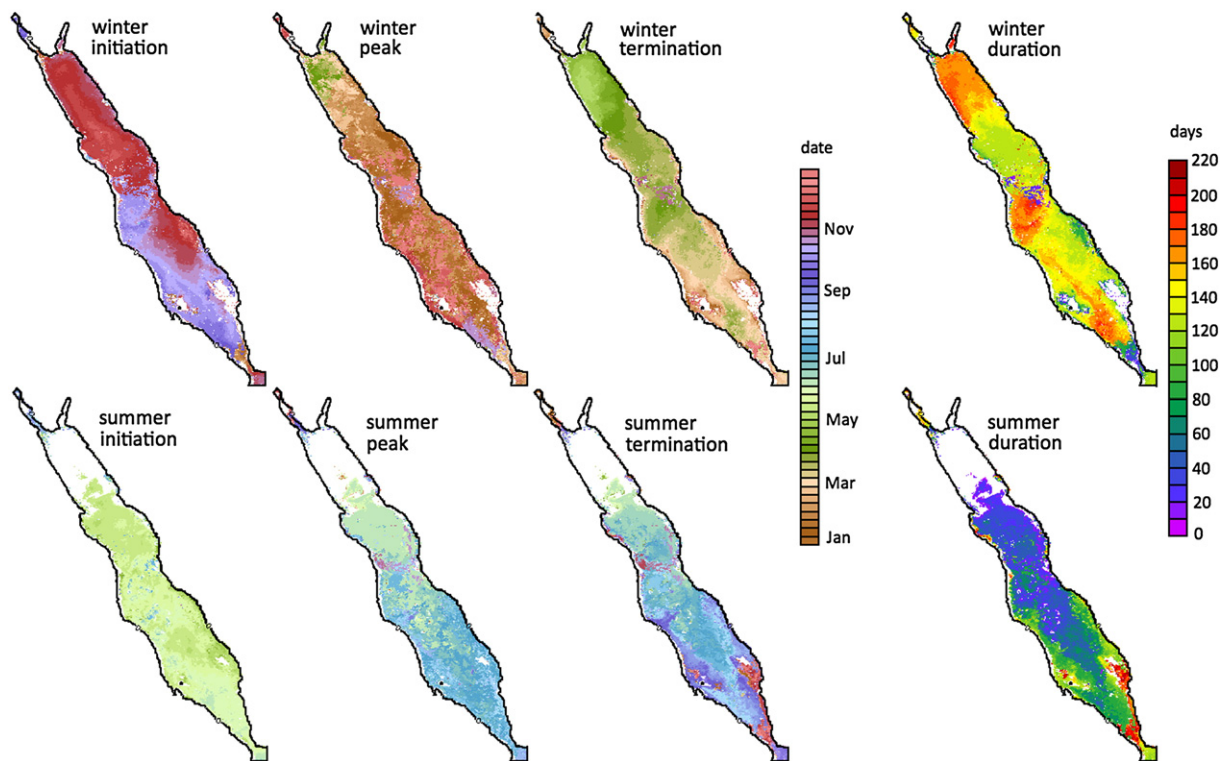 winter
initiation
winter
peak
winter
termination
winter
duration
date
Nov
Sep
Jul
May
Mar
Jan
days
220
200
180
160
140
120
100
80
60
40
20
0
summer
initiation
summer
peak
summer
termination
summer
duration